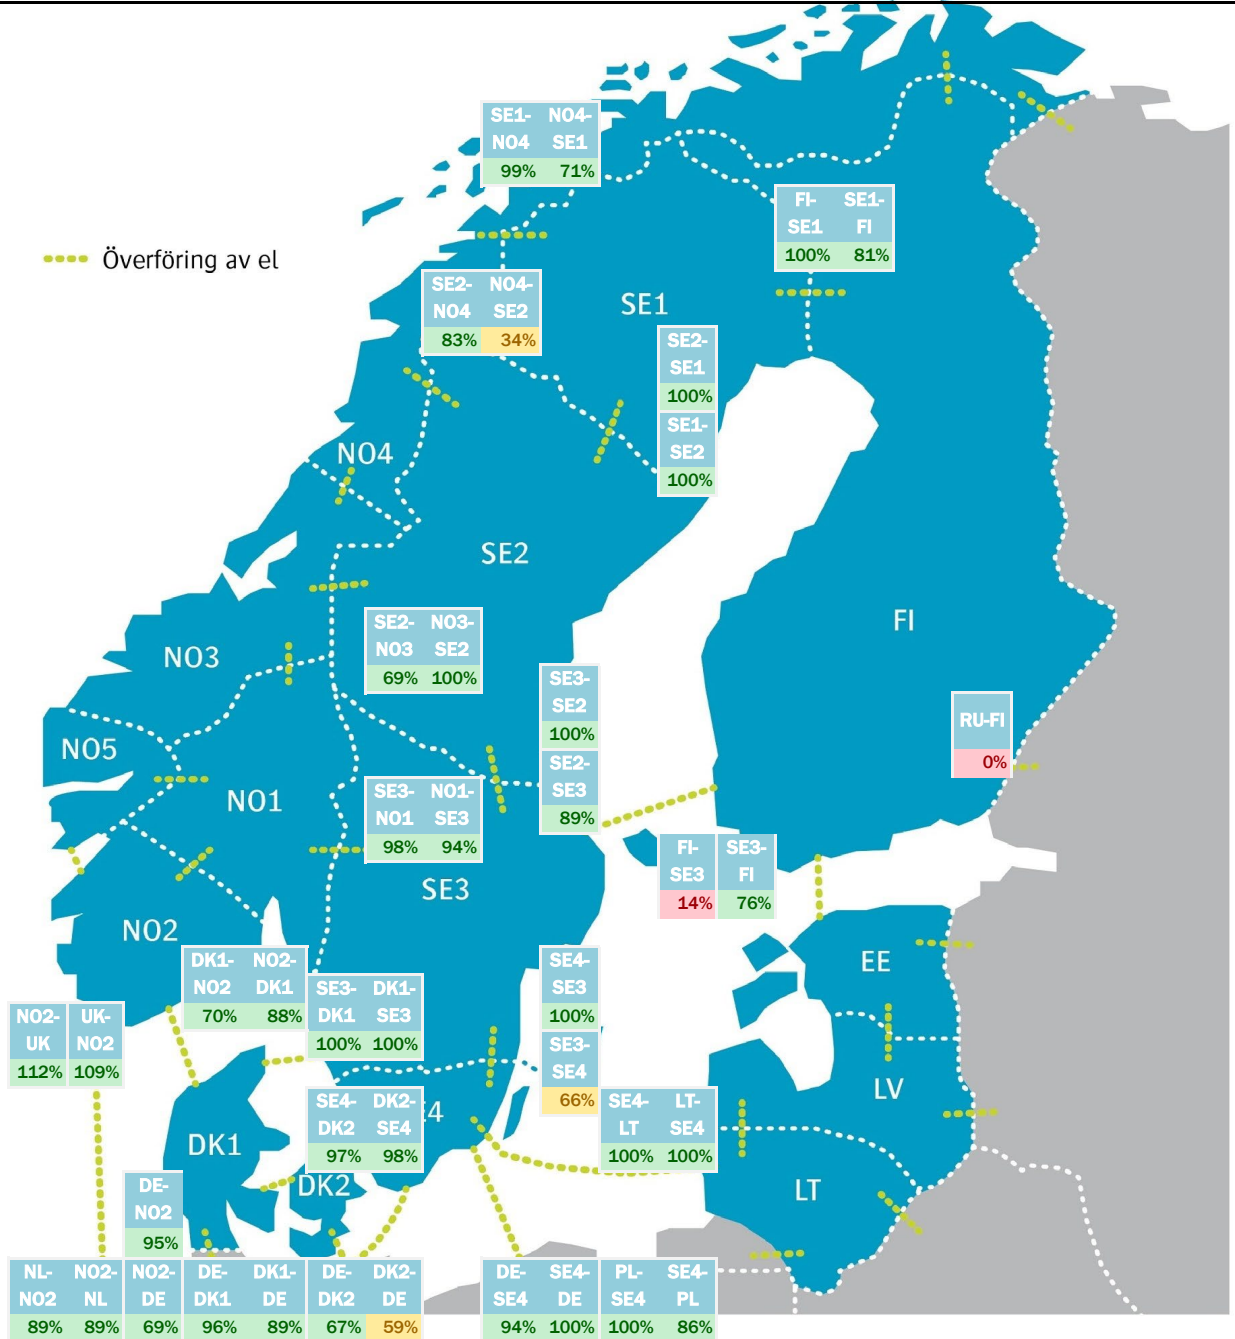 SE1- NO4-
NO4 SE1
99% 71%
FI- SE1-
SE1 FI
100% 81%
Överföring av el
SE2- NO4-
NO4 SE2
83% 34%
SE1
SE2-
SE1
100%
SE1-
SE2
100%
NO4
SE2
FI
SE2- NO3-
NO3 SE2
69% 100%
NO3
SE3-
SE2
100%
RU-FI
0%
NO5
SE2-
SE3
89%
NO1
SE3- NO1-
NO1 SE3
98% 94%
SE3
FI- SE3-
SE3 FI
14% 76%
NO2
EE
DK1- NO2-
NO2 DK1
70% 88%
SE3- DK1-
DK1 SE3
100% 100%
SE4-
SE3
100%
NO2- UK-
UK NO2
112% 109%
SE3-
SE4
66%
LV
SE4- DK2-
DK2 SE4
97% 98%
E4
SE4- LT-
LT SE4
100% 100%
DK1
DK2
LT
DE-
NO2
95%
NL- NO2- NO2- DE- DK1- DE- DK2- DE- SE4- PL- SE4-
NO2 NL DE DK1 DE DK2 DE SE4 DE SE4 PL
89% 89% 69% 96% 89% 67% 59% 94% 100% 100% 86%